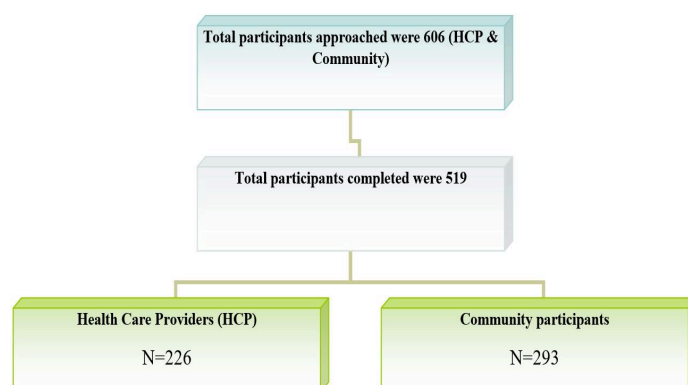 Total participants approached were 606 (HCP &
Community)
Total participants completed were 519
Health Care Providers (HCP)
N=226
Community participants
N=293